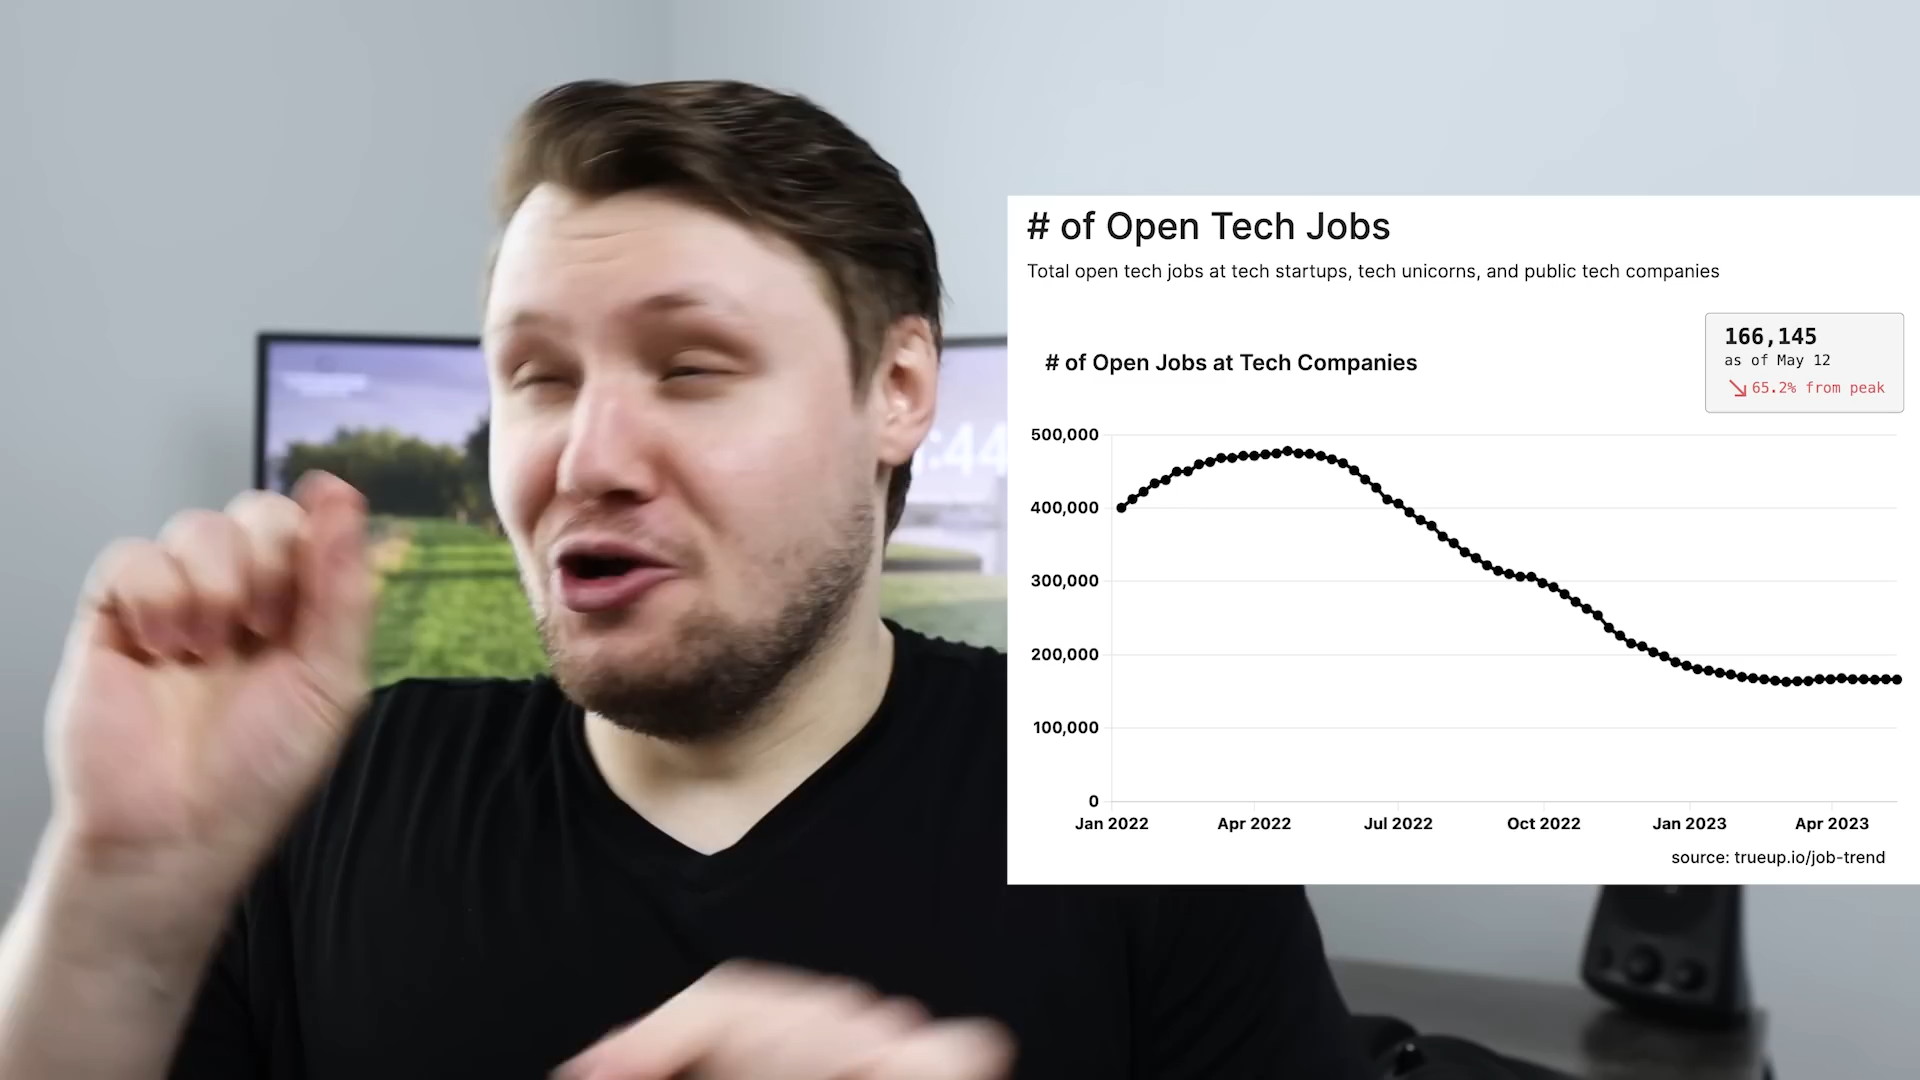 # of Open Tech Jobs
Total open tech jobs at tech startups, tech unicorns, and public tech companies
166,145
as of May 12
65.2% from peak
# of Open Jobs at Tech Companies
500,000
400,000
300,000
200,000
100,000
0
Jan 2022 Apr 2022 Jul 2022 Oct 2022 Jan 2023 Apr 2023
source: trueup.io/job-trend
:44